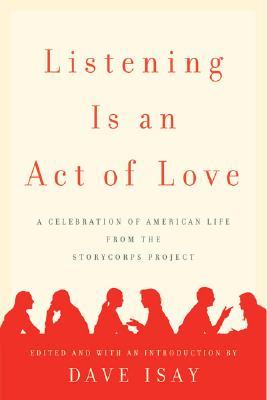 Listening
Is an
Act of Love
A CELEBRATION OF AMERICAN LIFE
FROM THE
STORYCORPS PROJECT
EDITED AND WITH AN INTRODUCTION BY
DAVE ISAY